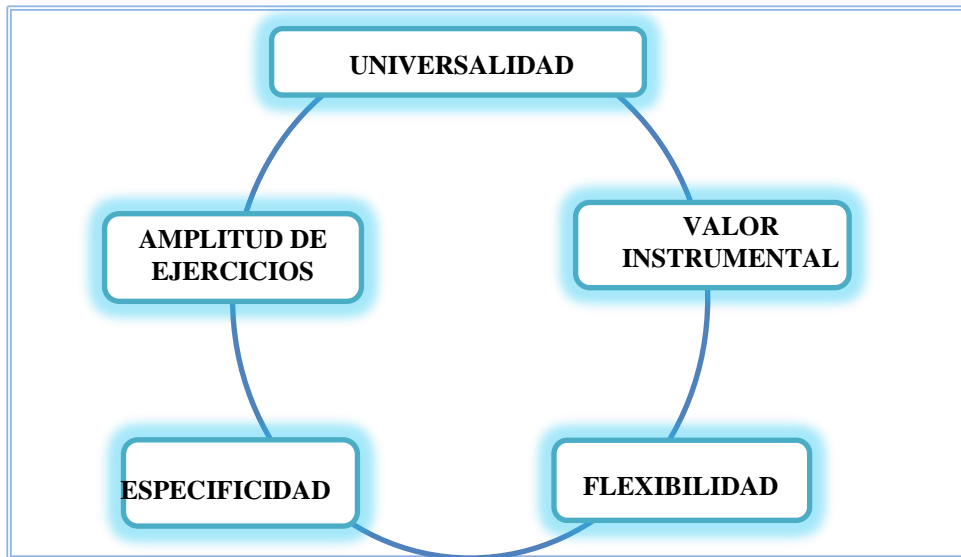 UNIVERSALIDAD
VALOR
INSTRUMENTAL
FLEXIBILIDAD
ESPECIFICIDAD
AMPLITUD DE
EJERCICIOS